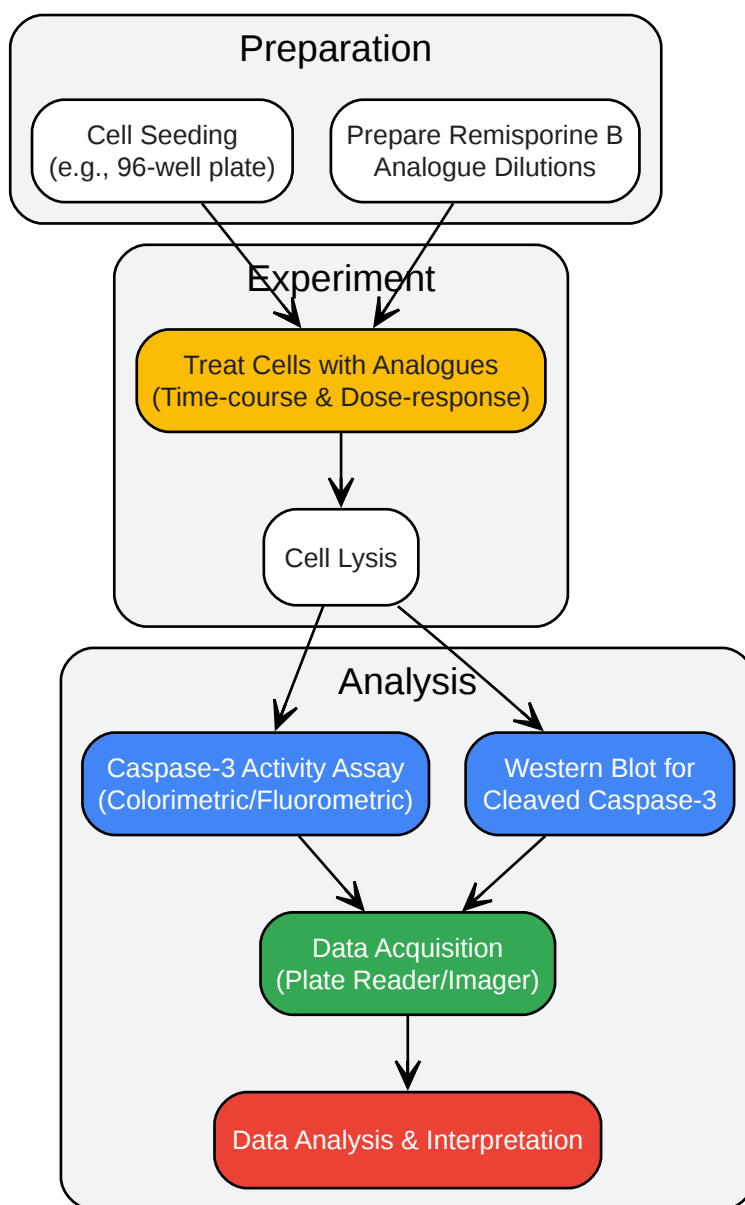 Preparation
Cell Seeding
(e.g., 96-well plate)
Prepare Remisporine B
Analogue Dilutions
Experiment
Treat Cells with Analogues
(Time-course & Dose-response)
Cell Lysis
Analysis
Caspase-3 Activity Assay
(Colorimetric/Fluorometric)
Western Blot for
Cleaved Caspase-3
Data Acquisition
(Plate Reader/Imager)
Data Analysis & Interpretation